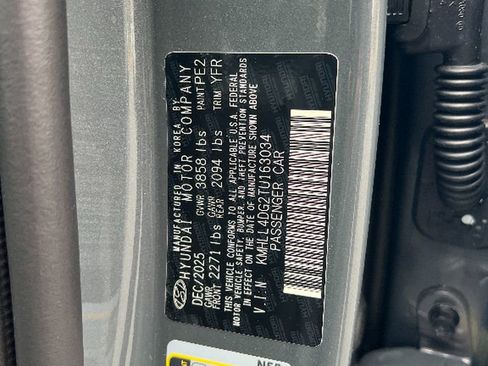 MANUFACTURED IN KOREA BY
HYUNDAI MOTOR COMPANY
DEC/2025 GVWR 3858 lbs PAINT PE2
GAWR FRONT 2271 lbs GAWR REAR 2094 lbs TRIM YFR
THIS VEHICLE CONFORMS TO ALL APPLICABLE U.S.A. FEDERAL
MOTOR VEHICLE SAFETY, BUMPER, AND THEFT PREVENTION STANDARDS
IN EFFECT ON THE DATE OF MANUFACTURE SHOWN ABOVE
V.I.N. KMHLL4DG2TU163034
PASSENGER CAR